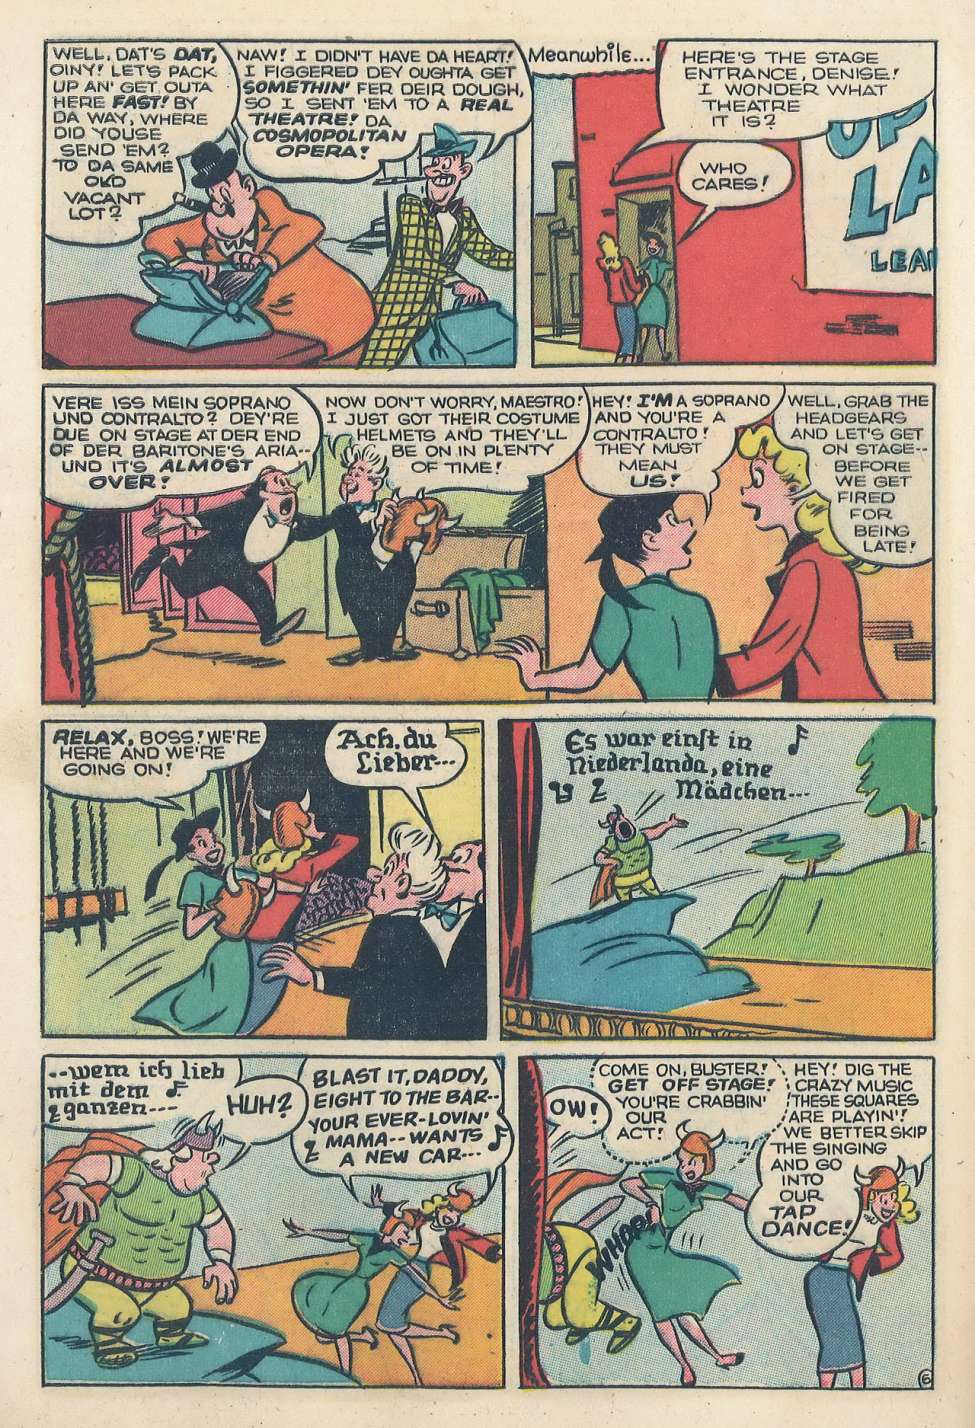 WELL, DAT'S DAT,
OINY! LET'S PACK
UP AN' GET OUTA
HERE FAST! BY
DA WAY, WHERE
DID YOUSE
SEND 'EM?
TO DA SAME
OLD
VACANT
LOT?
NAW! I DIDN'T HAVE DA HEART!
I FIGGERED DEY OUGHTA GET
SOMETHIN' FER DEIR DOUGH,
SO I SENT 'EM TO A REAL
THEATRE! DA
COSMOPOLITAN
OPERA!
Meanwhile...
HERE'S THE STAGE
ENTRANCE, DENISE!
I WONDER WHAT
THEATRE
IT IS?
WHO
CARES!
OP
LA
LEA
VERE ISS MEIN SOPRANO
UND CONTRALTO? DEY'RE
DUE ON STAGE AT DER END
OF DER BARITONE'S ARIA--
UND IT'S ALMOST
OVER!
NOW DON'T WORRY, MAESTRO!
I JUST GOT THEIR COSTUME
HELMETS AND THEY'LL
BE ON IN PLENTY
OF TIME!
HEY! I'M A SOPRANO
AND YOU'RE A
CONTRALTO!
THEY MUST
MEAN
US!
WELL, GRAB THE
HEADGEARS
AND LET'S GET
ON STAGE--
BEFORE
WE GET
FIRED
FOR
BEING
LATE!
RELAX, BOSS! WE'RE
HERE AND WE'RE
GOING ON!
Ach, du
Lieber---
Es war einst in
Niederlanda, eine
Mädchen---
--wem ich lieb
mit dem
ganzen----
HUH?
BLAST IT, DADDY,
EIGHT TO THE BAR--
YOUR EVER-LOVIN'
MAMA--WANTS
A NEW CAR---
OW!
COME ON, BUSTER!
GET OFF STAGE!
YOU'RE CRABBIN'
OUR
ACT!
WHAP!
HEY! DIG THE
CRAZY MUSIC
THESE SQUARES
ARE PLAYIN'!
WE BETTER SKIP
THE SINGING
AND GO
INTO
OUR
TAP
DANCE!
6